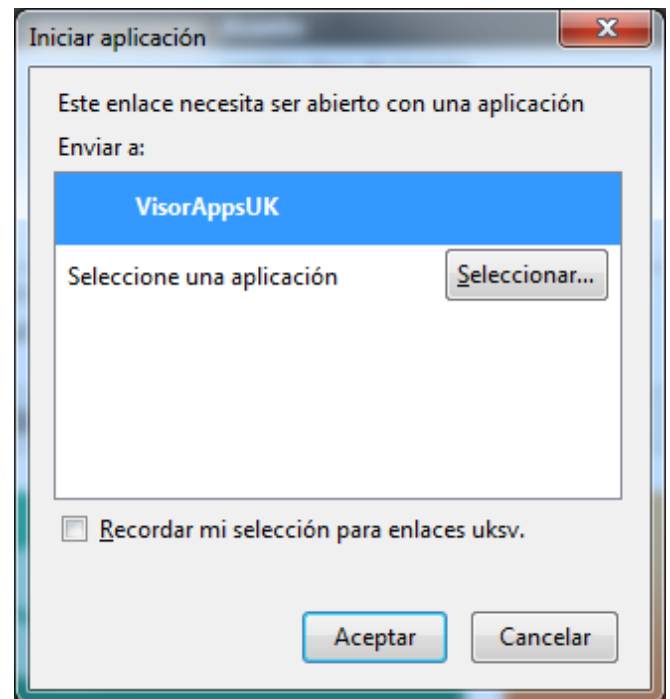 Iniciar aplicación
Este enlace necesita ser abierto con una aplicación
Enviar a:
VisorAppsUK
Seleccione una aplicación
Seleccionar...
Recordar mi selección para enlaces uksv.
Aceptar
Cancelar